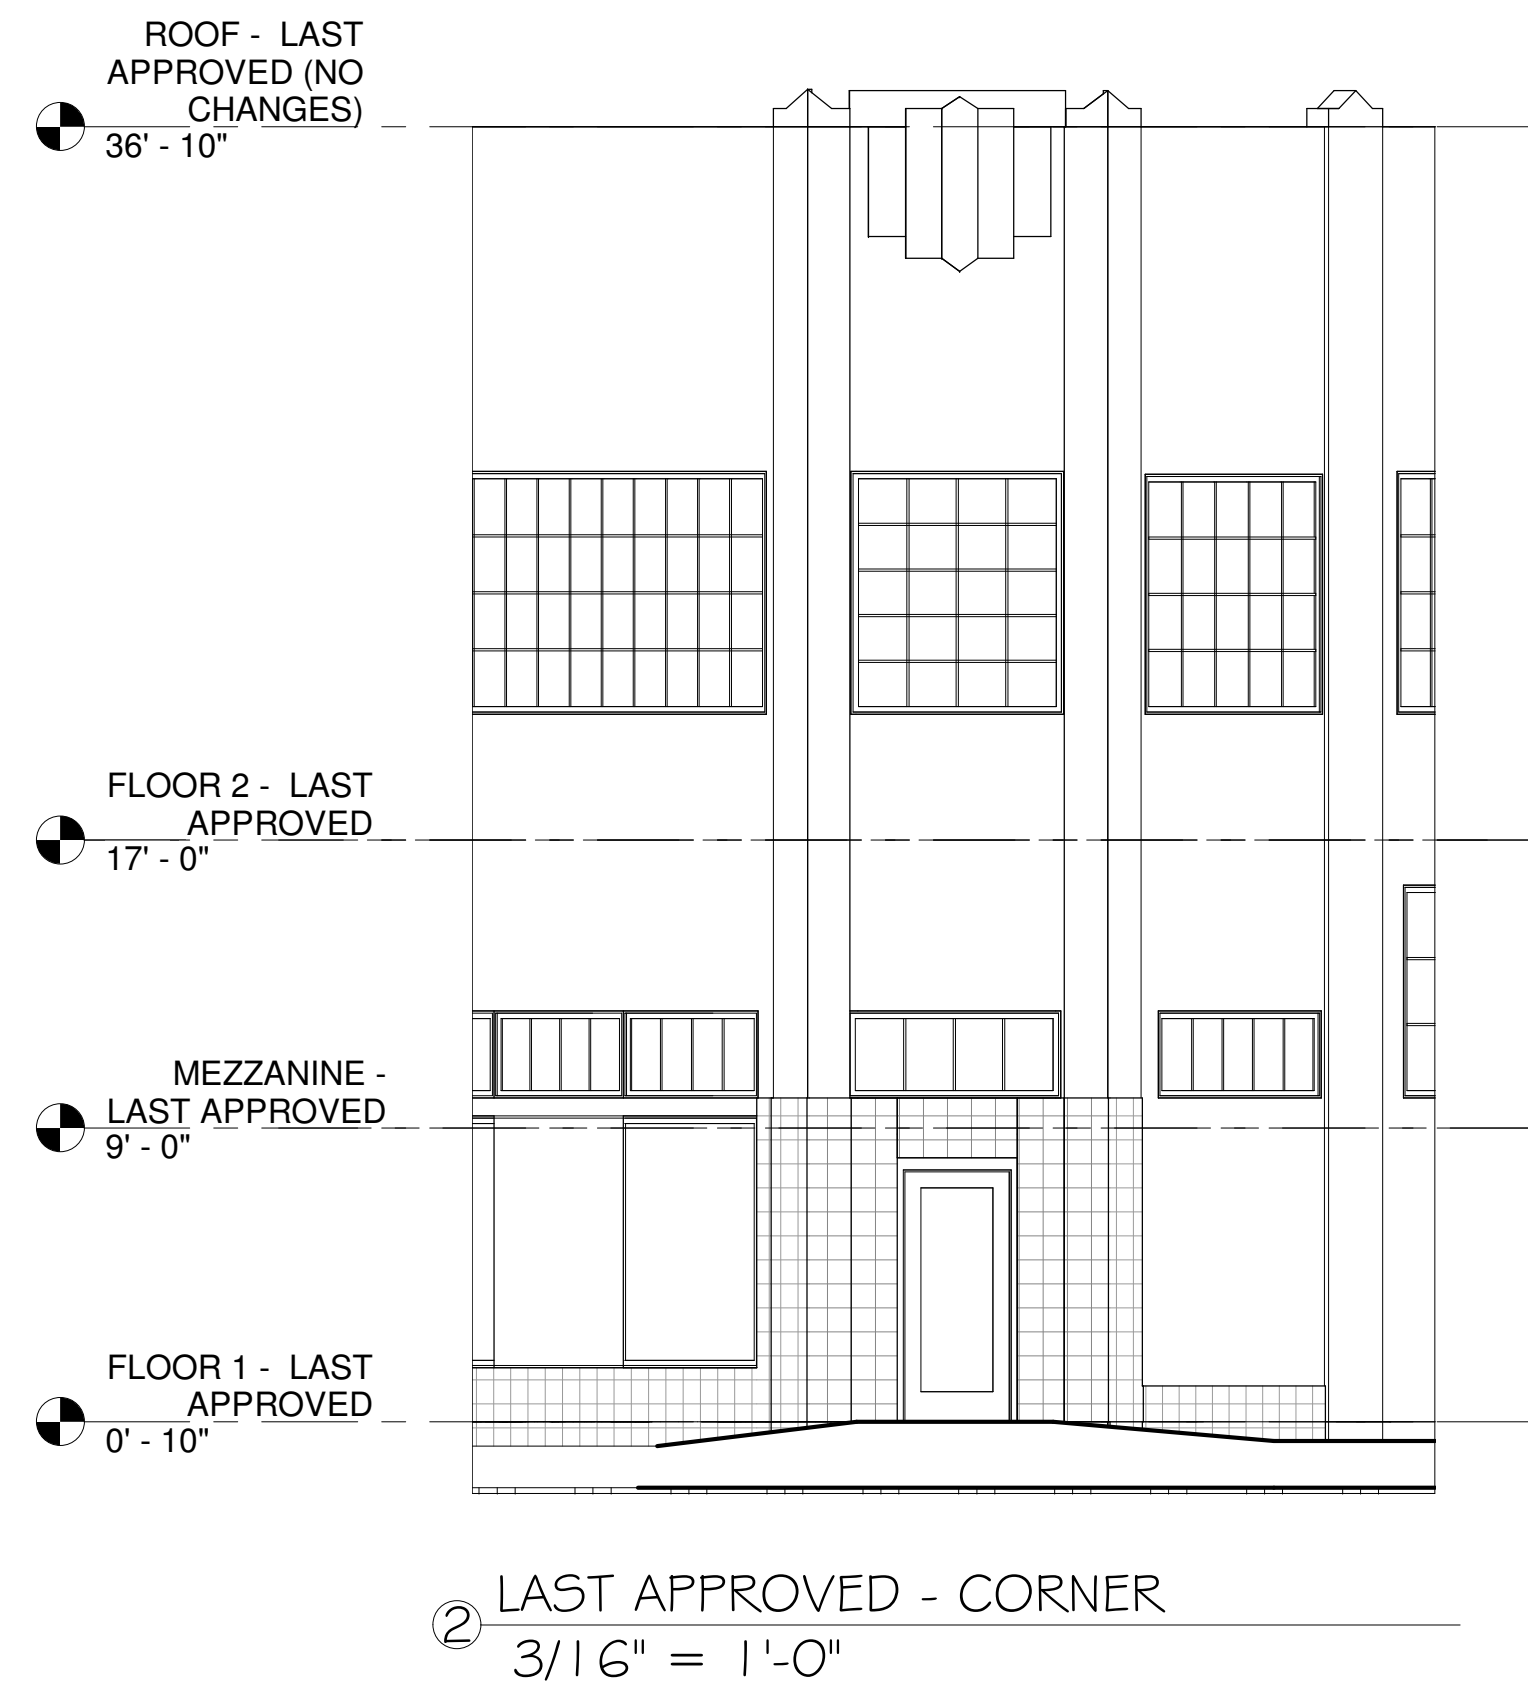 ROOF - LAST
APPROVED (NO
CHANGES)
36' - 10"
FLOOR 2 - LAST
APPROVED
17' - 0"
MEZZANINE -
LAST APPROVED
9' - 0"
FLOOR 1 - LAST
APPROVED
0' - 10"
2 LAST APPROVED - CORNER
3/16" = 1'-0"